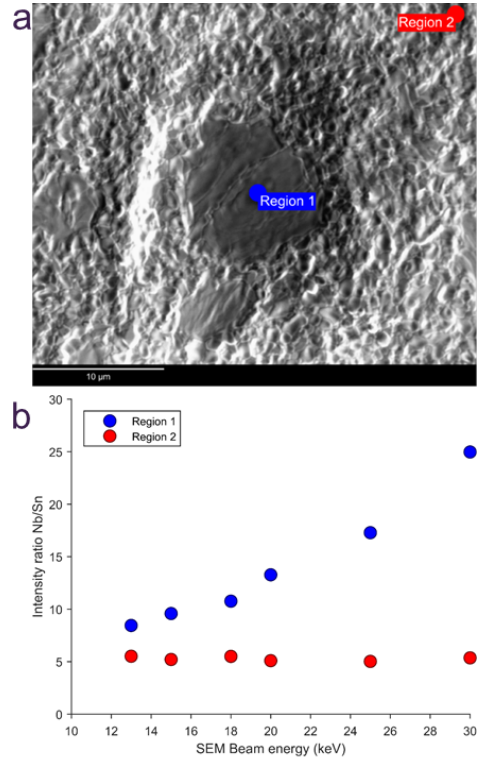 a
Region 2
Region 1
10 μm
b
Region 1
Region 2
30
25
20
15
10
5
0
Intensity ratio Nb/Sn
10 12 14 16 18 20 22 24 26 28 30
SEM Beam energy (keV)